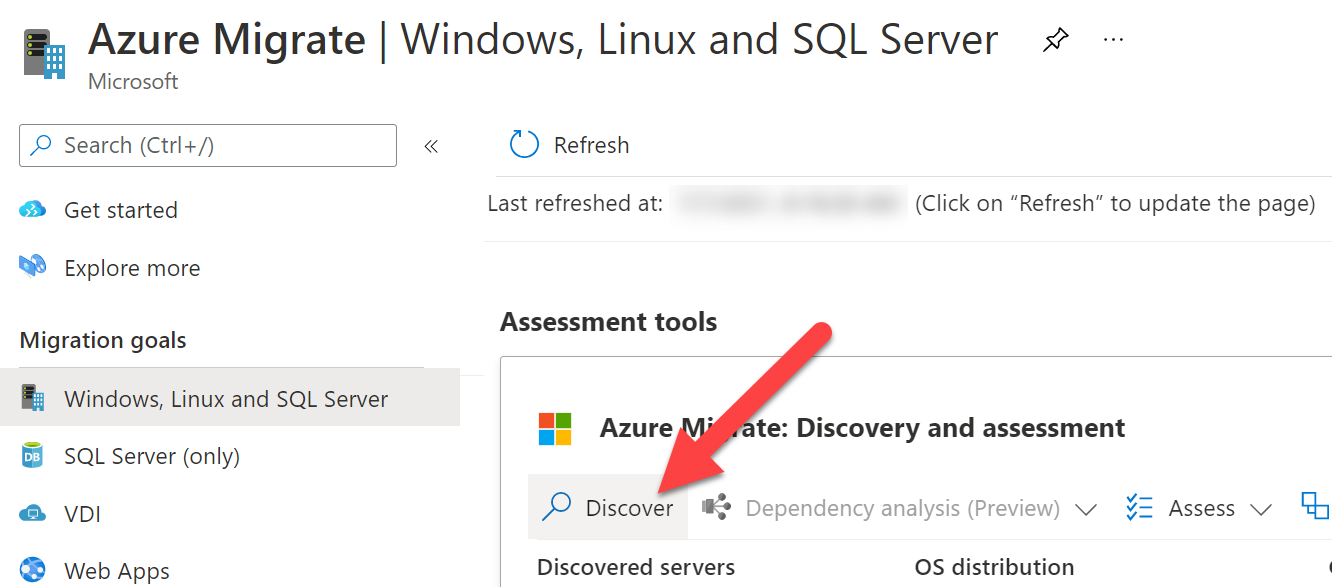 Azure Migrate | Windows, Linux and SQL Server
Microsoft
Search (Ctrl+/)
Get started
Explore more
Migration goals
Windows, Linux and SQL Server
SQL Server (only)
DB
VDI
Web Apps
Refresh
Last refreshed at: (Click on “Refresh” to update the page)
Assessment tools
Azure Migrate: Discovery and assessment
Discover
Dependency analysis (Preview)
Assess
Discovered servers
OS distribution